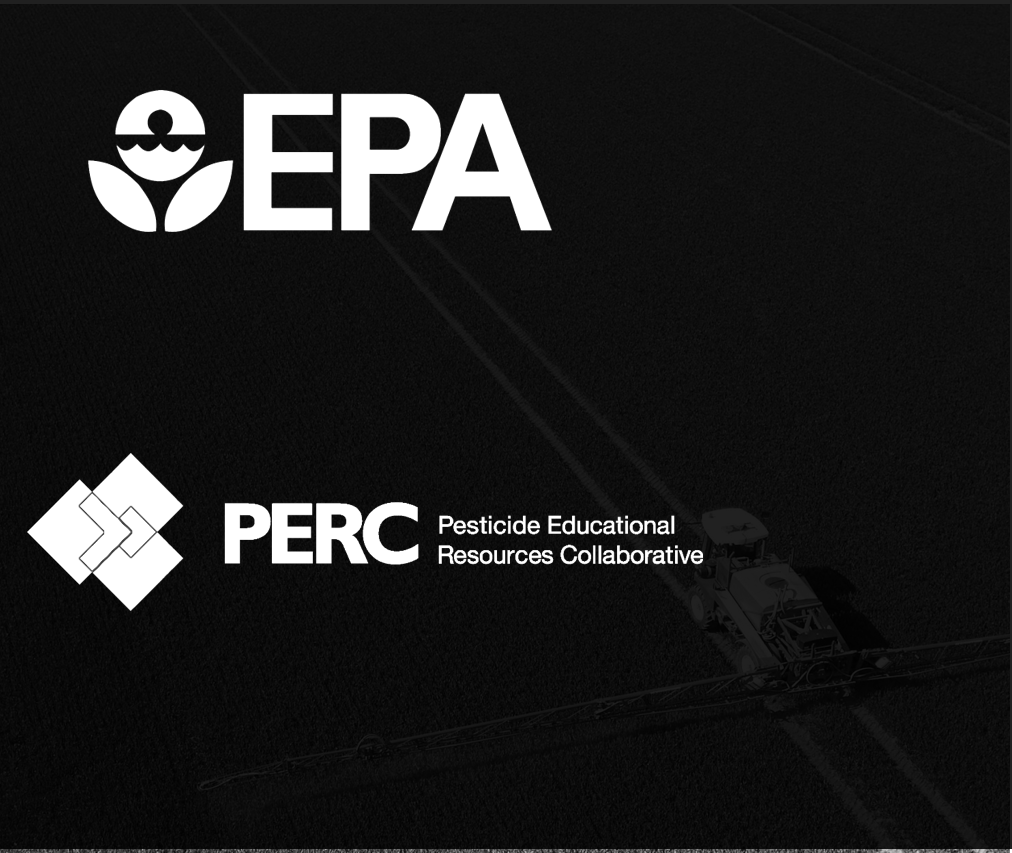 EPA
PERC
Pesticide Educational
Resources Collaborative